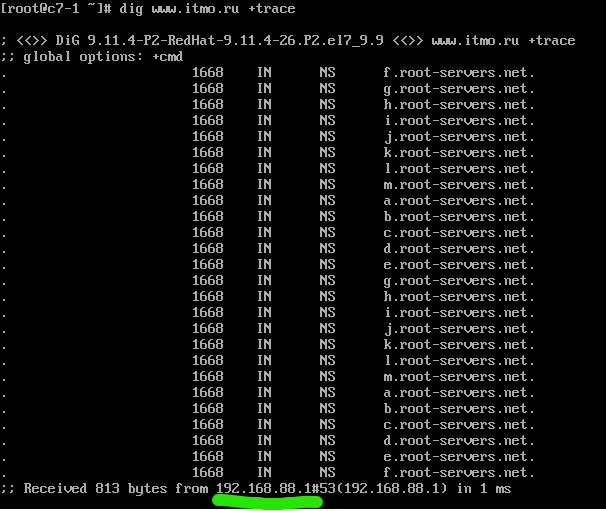 [root@c7-1 ~]# dig www.itmo.ru +trace
; <<>> DiG 9.11.4-P2-RedHat-9.11.4-26.P2.el7_9.9 <<>> www.itmo.ru +trace
;; global options: +cmd
. 1668 IN NS f.root-servers.net.
. 1668 IN NS g.root-servers.net.
. 1668 IN NS h.root-servers.net.
. 1668 IN NS i.root-servers.net.
. 1668 IN NS j.root-servers.net.
. 1668 IN NS k.root-servers.net.
. 1668 IN NS l.root-servers.net.
. 1668 IN NS m.root-servers.net.
. 1668 IN NS a.root-servers.net.
. 1668 IN NS b.root-servers.net.
. 1668 IN NS c.root-servers.net.
. 1668 IN NS d.root-servers.net.
. 1668 IN NS e.root-servers.net.
. 1668 IN NS g.root-servers.net.
. 1668 IN NS h.root-servers.net.
. 1668 IN NS i.root-servers.net.
. 1668 IN NS j.root-servers.net.
. 1668 IN NS k.root-servers.net.
. 1668 IN NS l.root-servers.net.
. 1668 IN NS m.root-servers.net.
. 1668 IN NS a.root-servers.net.
. 1668 IN NS b.root-servers.net.
. 1668 IN NS c.root-servers.net.
. 1668 IN NS d.root-servers.net.
. 1668 IN NS e.root-servers.net.
. 1668 IN NS f.root-servers.net.
;; Received 813 bytes from 192.168.88.1#53(192.168.88.1) in 1 ms